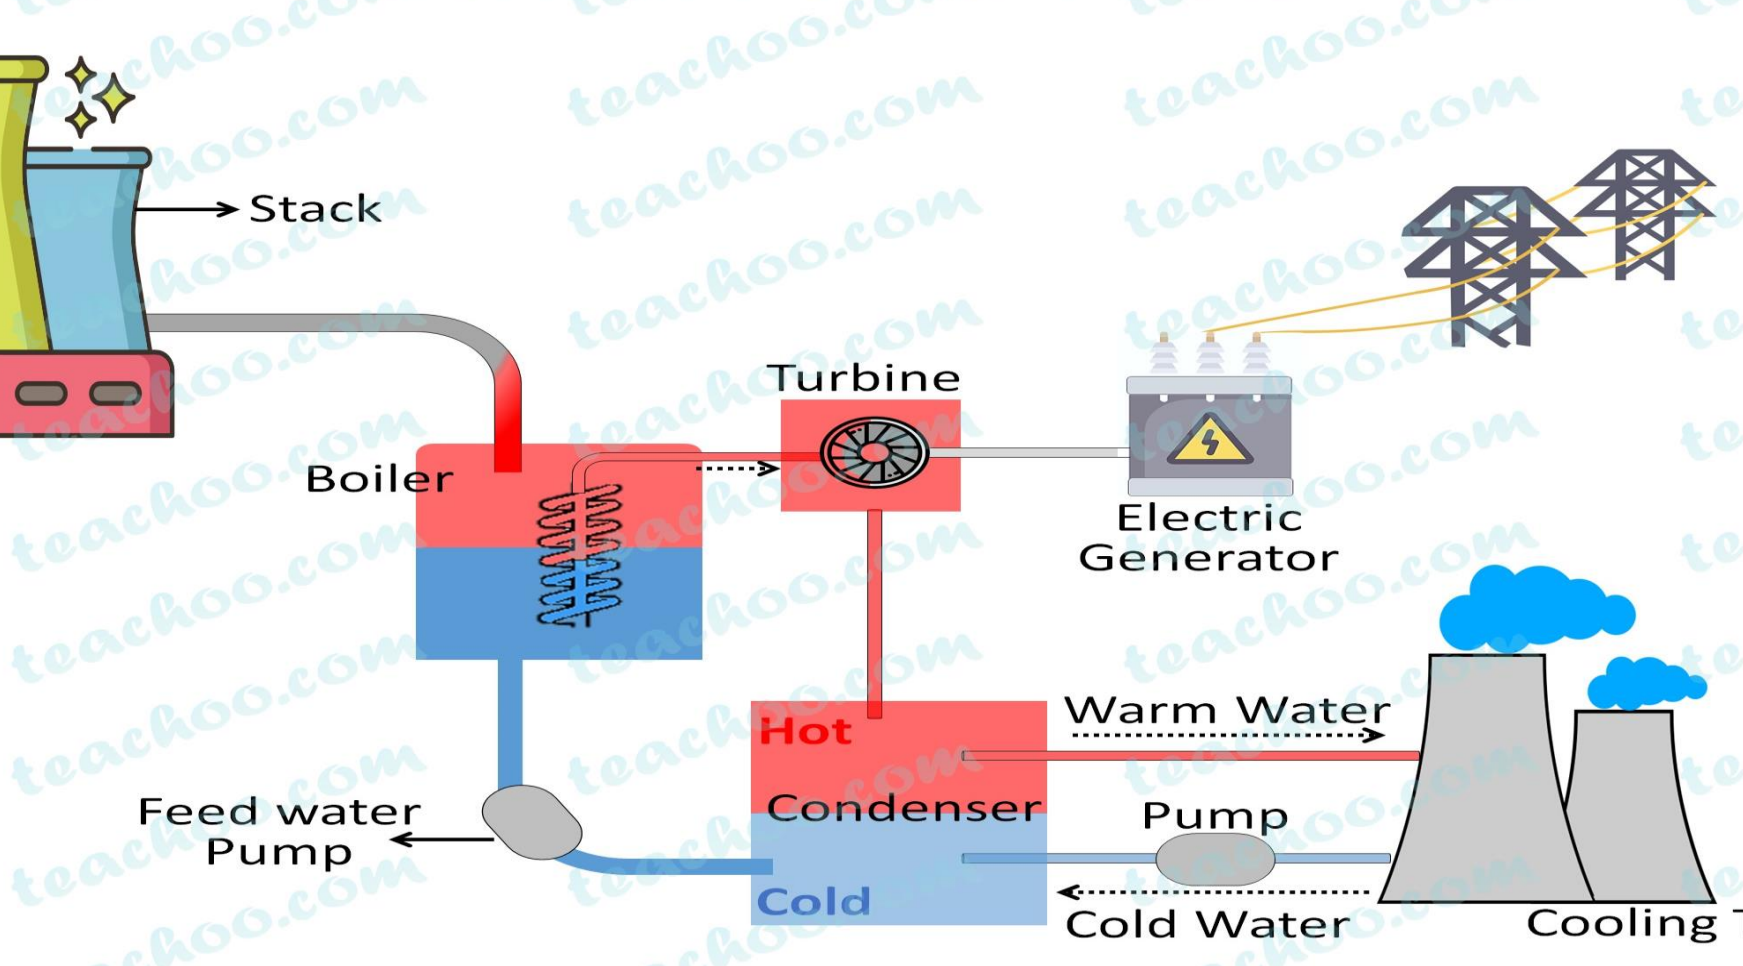 Stack
Turbine
Boiler
Electric
Generator
Hot
Warm Water
Condenser
Pump
Feed water
Pump
Cold
Cold Water
Cooling T
teachoo.com